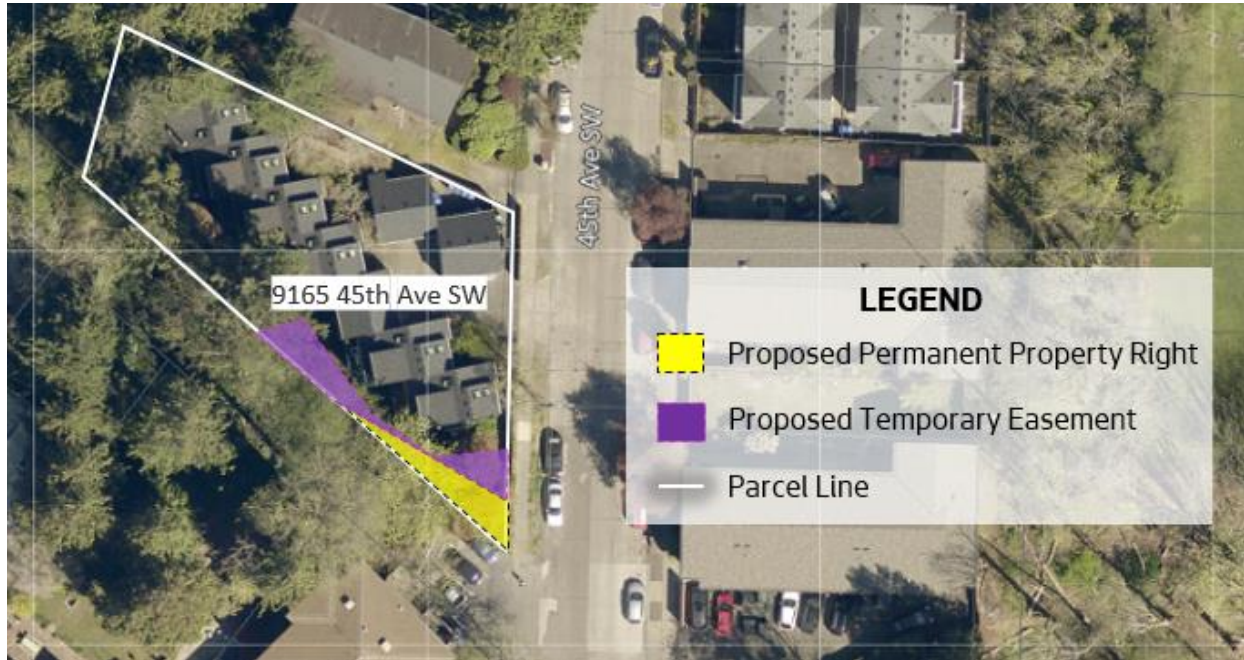 45th Ave SW
9165 45th Ave SW
LEGEND
Proposed Permanent Property Right
Proposed Temporary Easement
Parcel Line